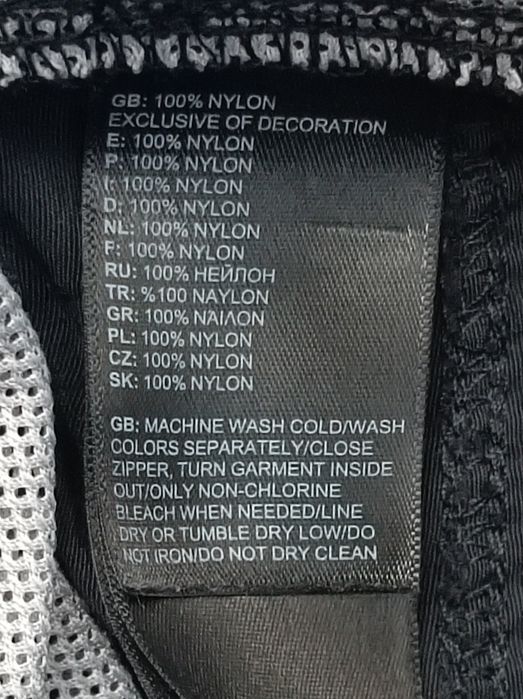 GB: 100% NYLON
EXCLUSIVE OF DECORATION
E: 100% NYLON
P: 100% NYLON
I: 100% NYLON
D: 100% NYLON
NL: 100% NYLON
F: 100% NYLON
RU: 100% НЕЙЛОН
TR: %100 NAYLON
GR: 100% ΝΑΙΛΟΝ
PL: 100% NYLON
CZ: 100% NYLON
SK: 100% NYLON
GB: MACHINE WASH COLD/WASH
COLORS SEPARATELY/CLOSE
ZIPPER, TURN GARMENT INSIDE
OUT/ONLY NON-CHLORINE
BLEACH WHEN NEEDED/LINE
DRY OR TUMBLE DRY LOW/DO
NOT IRON/DO NOT DRY CLEAN